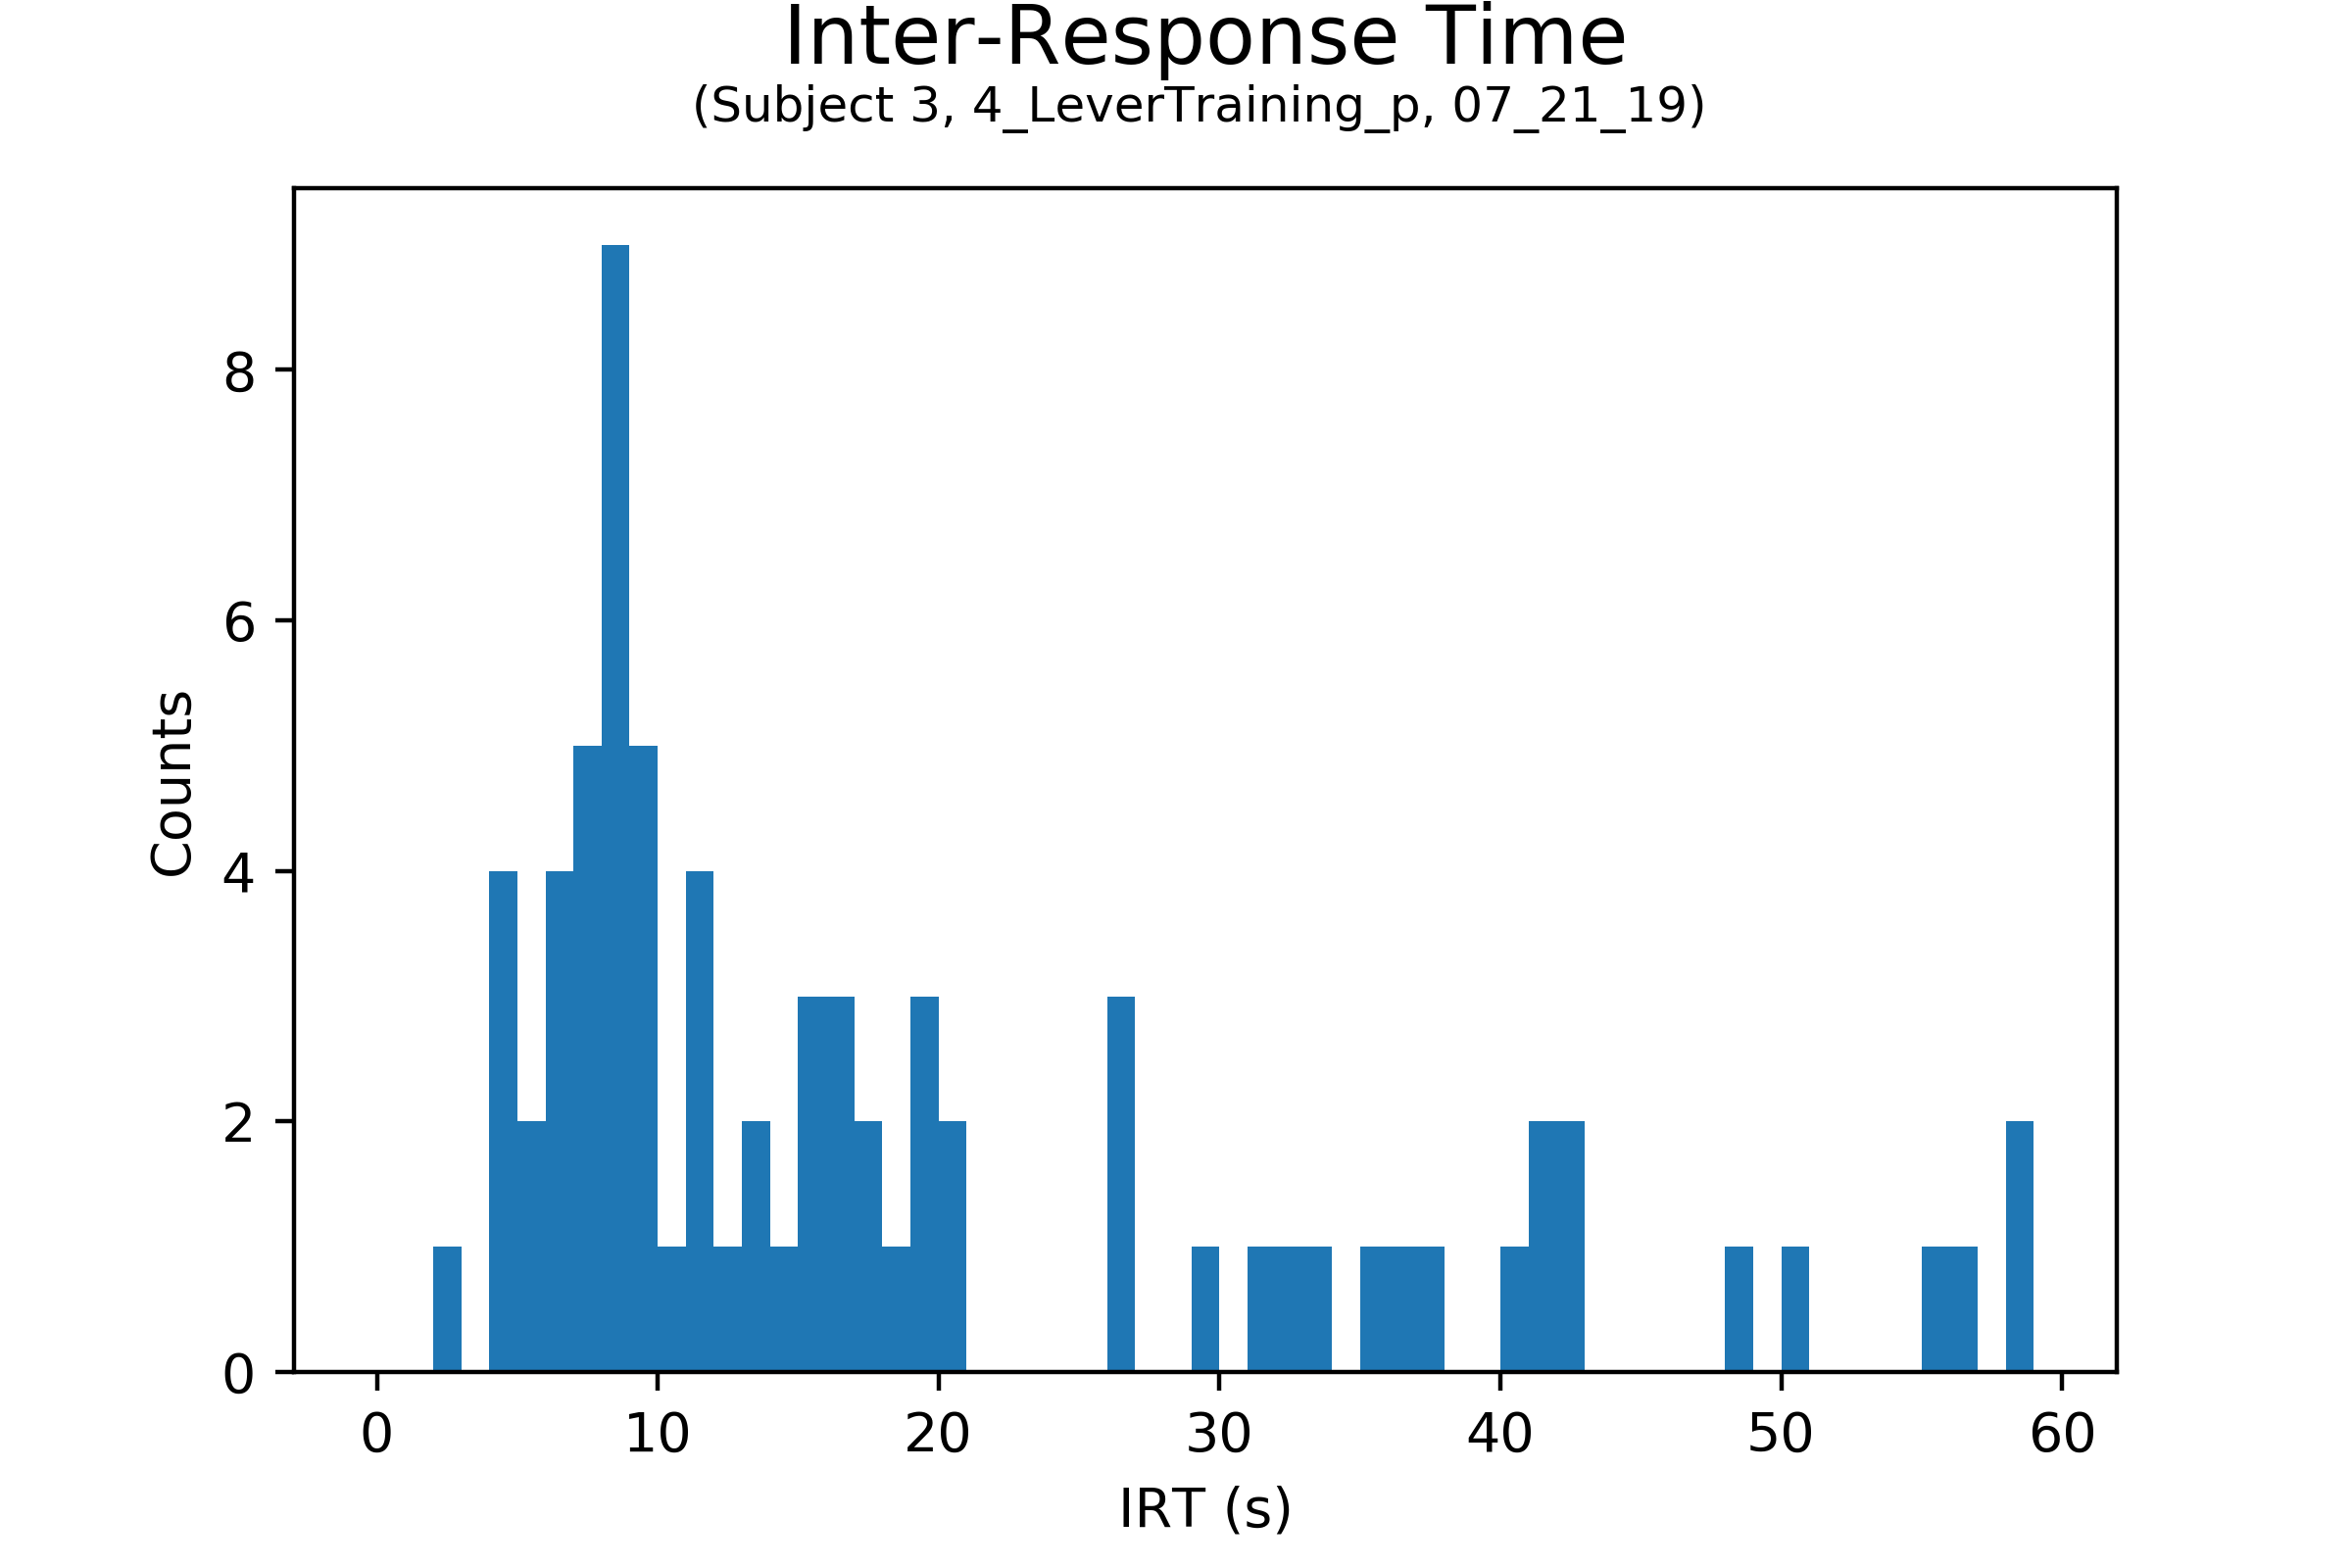 Inter-Response Time
(Subject 3, 4_LeverTraining_p, 07_21_19)
8
6
4
2
0
Counts
0 10 20 30 40 50 60
IRT (s)